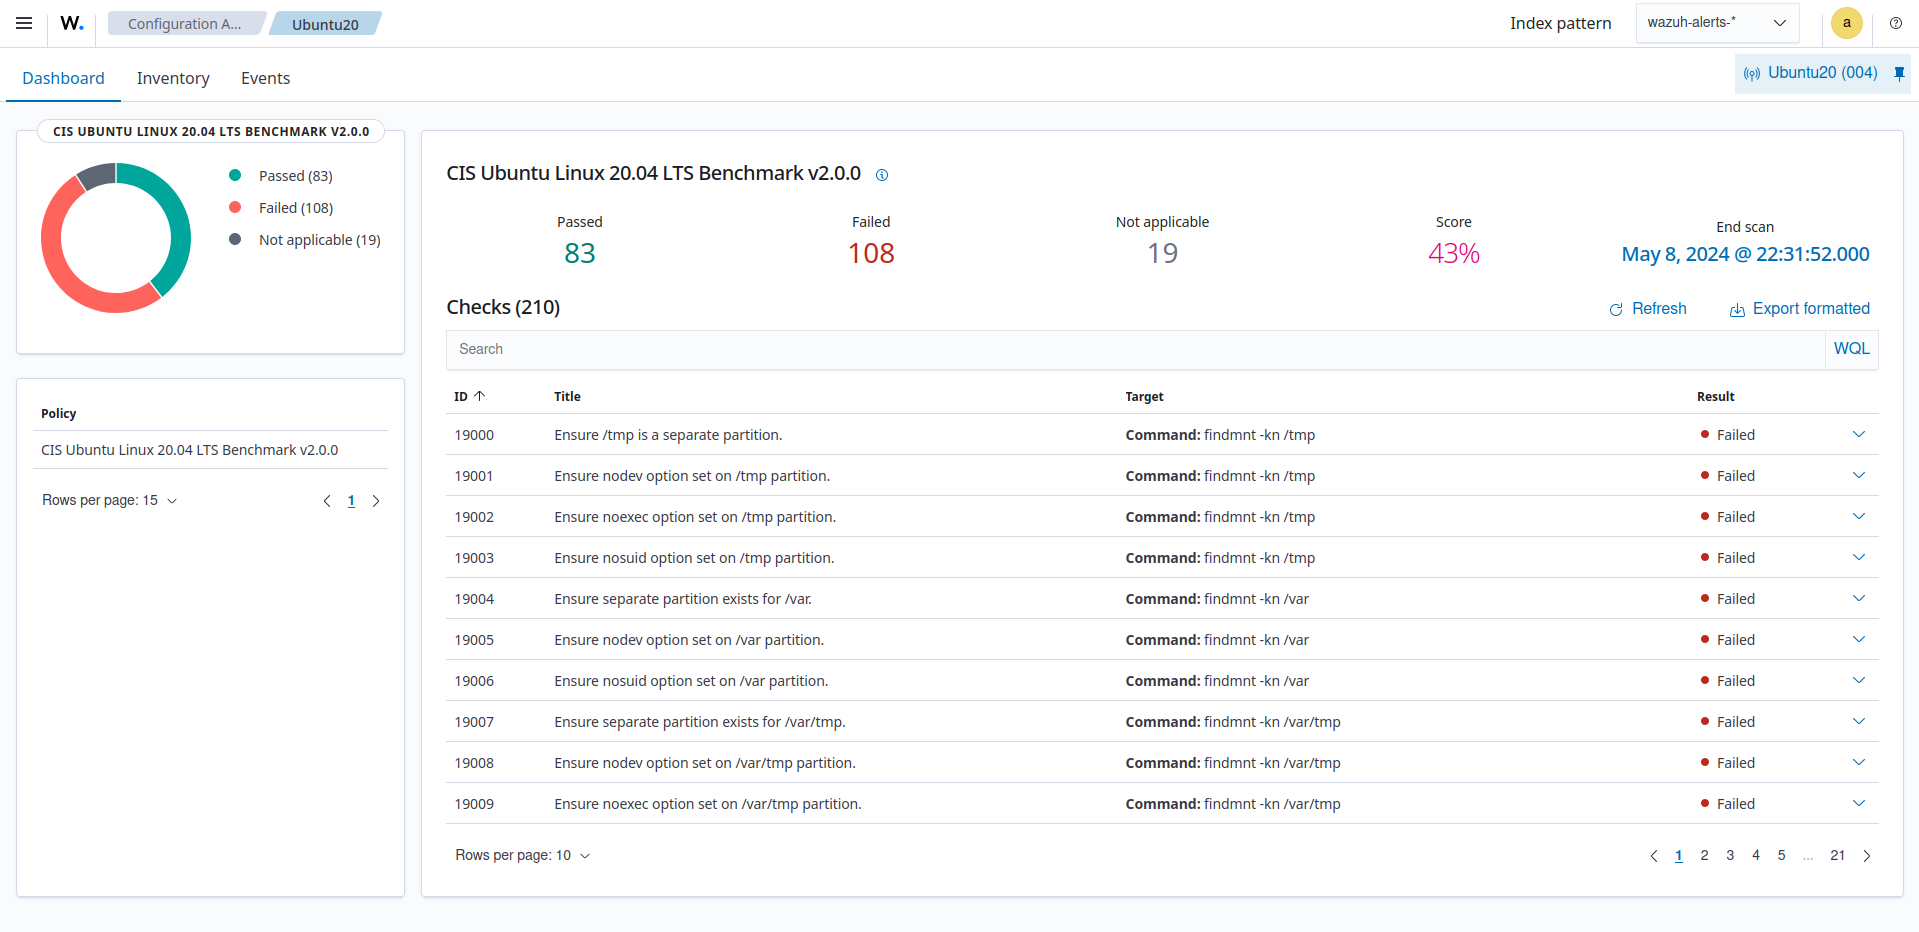 W.
Configuration A...
Ubuntu20
Index pattern
wazuh-alerts-*
a
Dashboard
Inventory
Events
Ubuntu20 (004)
CIS UBUNTU LINUX 20.04 LTS BENCHMARK V2.0.0
Passed (83)
Failed (108)
Not applicable (19)
Policy
CIS Ubuntu Linux 20.04 LTS Benchmark v2.0.0
Rows per page: 15
1
CIS Ubuntu Linux 20.04 LTS Benchmark v2.0.0
Passed
83
Failed
108
Not applicable
19
Score
43%
End scan
May 8, 2024 @ 22:31:52.000
Checks (210)
Refresh
Export formatted
Search
WQL
ID Title Target Result
19000 Ensure /tmp is a separate partition. Command: findmnt -kn /tmp Failed
19001 Ensure nodev option set on /tmp partition. Command: findmnt -kn /tmp Failed
19002 Ensure noexec option set on /tmp partition. Command: findmnt -kn /tmp Failed
19003 Ensure nosuid option set on /tmp partition. Command: findmnt -kn /tmp Failed
19004 Ensure separate partition exists for /var. Command: findmnt -kn /var Failed
19005 Ensure nodev option set on /var partition. Command: findmnt -kn /var Failed
19006 Ensure nosuid option set on /var partition. Command: findmnt -kn /var Failed
19007 Ensure separate partition exists for /var/tmp. Command: findmnt -kn /var/tmp Failed
19008 Ensure nodev option set on /var/tmp partition. Command: findmnt -kn /var/tmp Failed
19009 Ensure noexec option set on /var/tmp partition. Command: findmnt -kn /var/tmp Failed
Rows per page: 10
1 2 3 4 5 ... 21